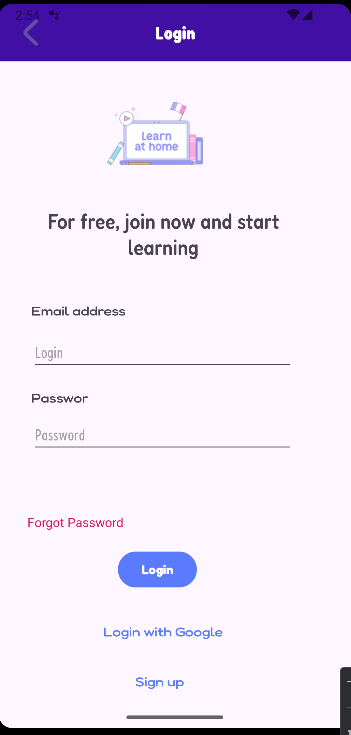 2:54
Login
Learn
at home
For free, join now and start
learning
Email address
Login
Passwor
Password
Forgot Password
Login
Login with Google
Sign up